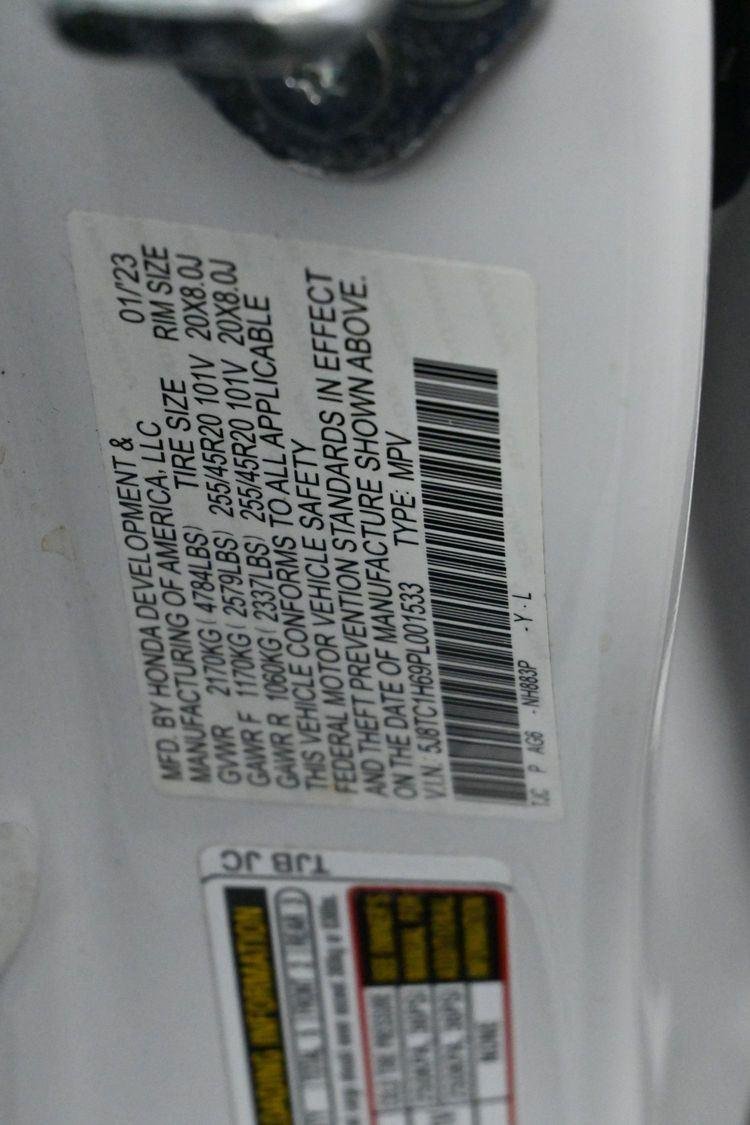 MFD. BY HONDA DEVELOPMENT &
MANUFACTURING OF AMERICA, LLC 01/'23
TIRE SIZE RIM SIZE
GVWR 2170KG ( 4784LBS)
GAWR F 1170KG ( 2579LBS) 255/45R20 101V 20X8.0J
GAWR R 1060KG ( 2337LBS) 255/45R20 101V 20X8.0J
THIS VEHICLE CONFORMS TO ALL APPLICABLE
FEDERAL MOTOR VEHICLE SAFETY
AND THEFT PREVENTION STANDARDS IN EFFECT
ON THE DATE OF MANUFACTURE SHOWN ABOVE.
V.I.N.: 5J8TC1H69PL001533 TYPE: MPV
TJC P AG6 - NH883P - Y - L
TJB JC
LOADING INFORMATION